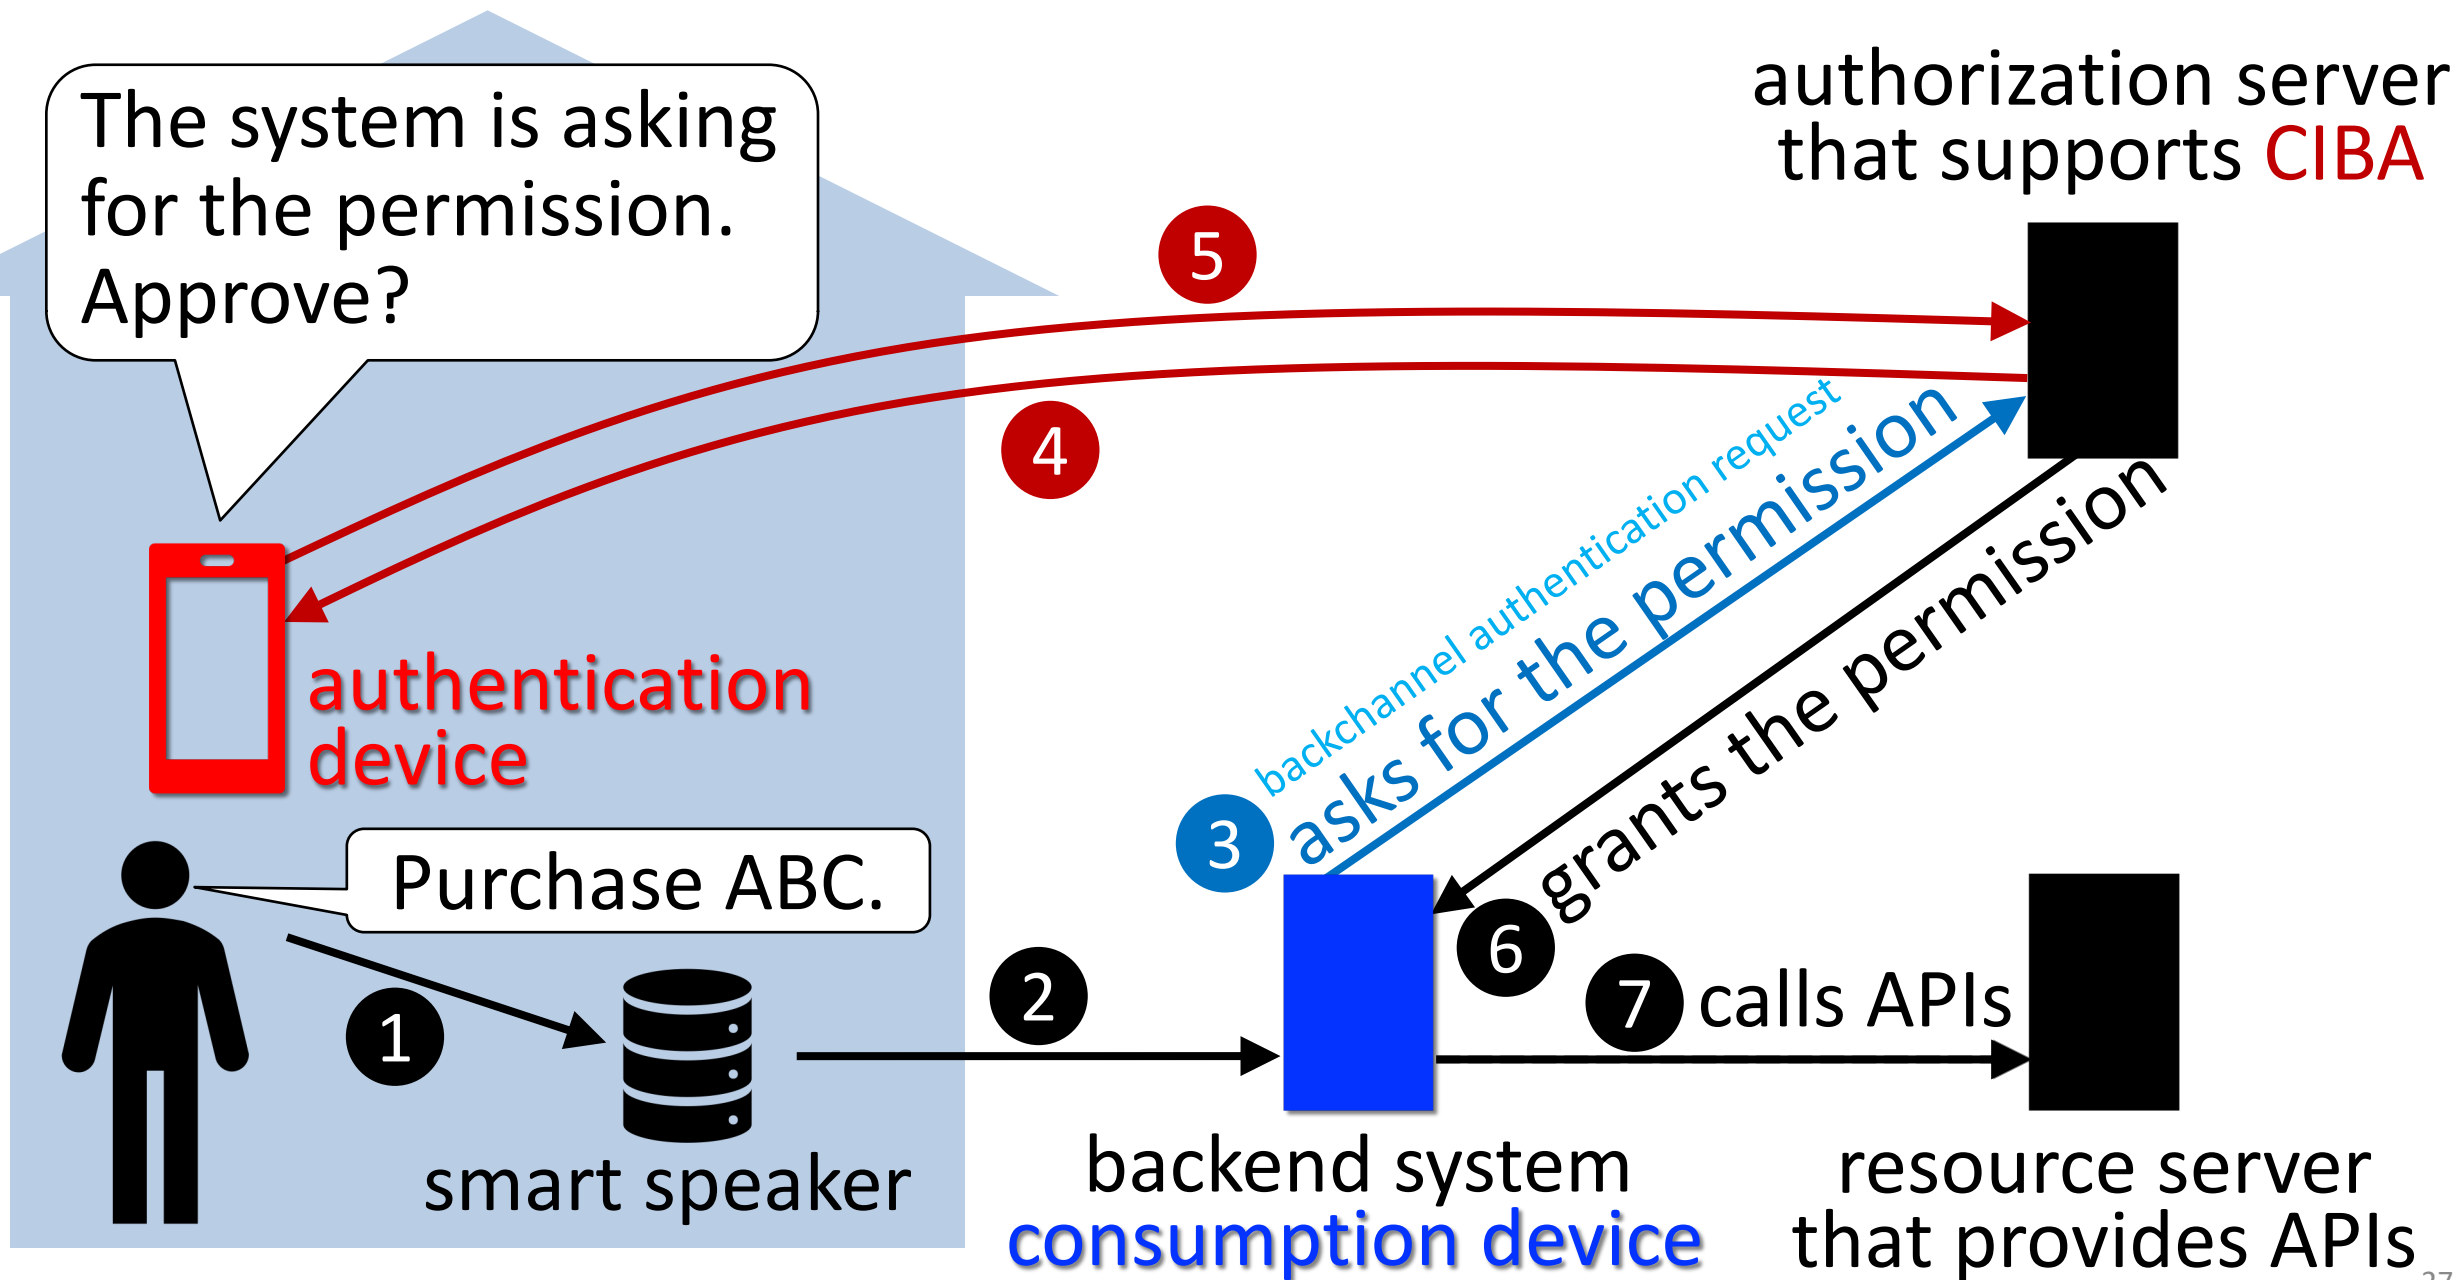 The system is asking
for the permission.
Approve?
authorization server
that supports CIBA
5
4
backchannel authentication request
asks for the permission
3
grants the permission
6
authentication
device
Purchase ABC.
1
2
7 calls APIs
smart speaker
backend system
consumption device
resource server
that provides APIs